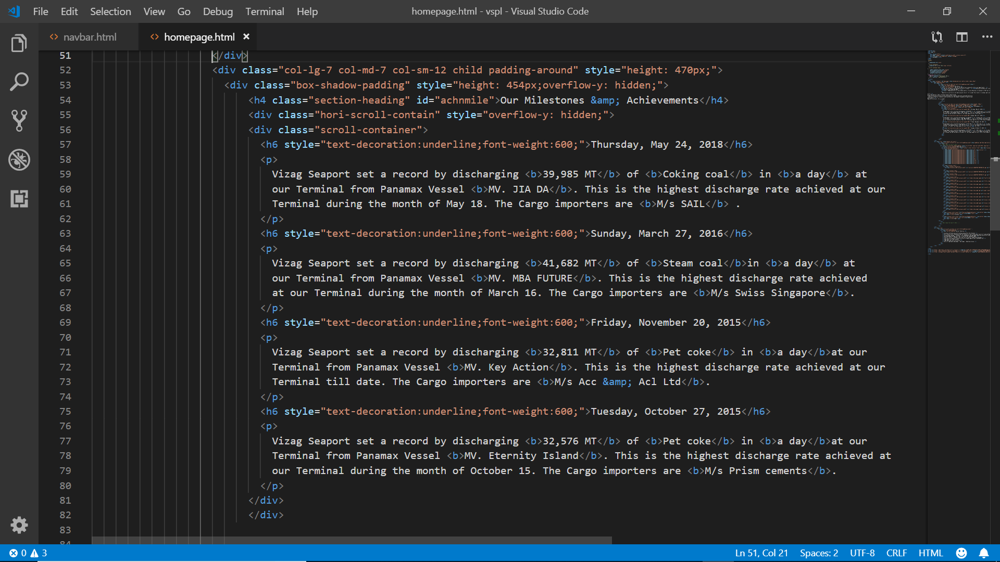 File Edit Selection View Go Debug Terminal Help homepage.html - vspl - Visual Studio Code
navbar.html homepage.html
51 </div>
52 <div class="col-lg-7 col-md-7 col-sm-12 child padding-around" style="height: 470px;">
53 <div class="box-shadow-padding" style="height: 454px;overflow-y: hidden;">
54 <h4 class="section-heading" id="achnmile">Our Milestones &amp; Achievements</h4>
55 <div class="hori-scroll-contain" style="overflow-y: hidden;">
56 <div class="scroll-container">
57 <h6 style="text-decoration:underline;font-weight:600;">Thursday, May 24, 2018</h6>
58 <p>
59 Vizag Seaport set a record by discharging <b>39,985 MT</b> of <b>Coking coal</b> in <b>a day</b> at
60 our Terminal from Panamax Vessel <b>MV. JIA DA</b>. This is the highest discharge rate achieved at our
61 Terminal during the month of May 18. The Cargo importers are <b>M/s SAIL</b> .
62 </p>
63 <h6 style="text-decoration:underline;font-weight:600;">Sunday, March 27, 2016</h6>
64 <p>
65 Vizag Seaport set a record by discharging <b>41,682 MT</b> of <b>Steam coal</b>in <b>a day</b> at
66 our Terminal from Panamax Vessel <b>MV. MBA FUTURE</b>. This is the highest discharge rate achieved
67 at our Terminal during the month of March 16. The Cargo importers are <b>M/s Swiss Singapore</b>.
68 </p>
69 <h6 style="text-decoration:underline;font-weight:600;">Friday, November 20, 2015</h6>
70 <p>
71 Vizag Seaport set a record by discharging <b>32,811 MT</b> of <b>Pet coke</b> in <b>a day</b>at our
72 Terminal from Panamax Vessel <b>MV. Key Action</b>. This is the highest discharge rate achieved at our
73 Terminal till date. The Cargo importers are <b>M/s Acc &amp; Acl Ltd</b>.
74 </p>
75 <h6 style="text-decoration:underline;font-weight:600;">Tuesday, October 27, 2015</h6>
76 <p>
77 Vizag Seaport set a record by discharging <b>32,576 MT</b> of <b>Pet coke</b> in <b>a day</b>at our
78 Terminal from Panamax Vessel <b>MV. Eternity Island</b>. This is the highest discharge rate achieved at
79 our Terminal during the month of October 15. The Cargo importers are <b>M/s Prism cements</b>.
80 </p>
81 </div>
82 </div>
83
84
0 3 Ln 51, Col 21 Spaces: 2 UTF-8 CRLF HTML